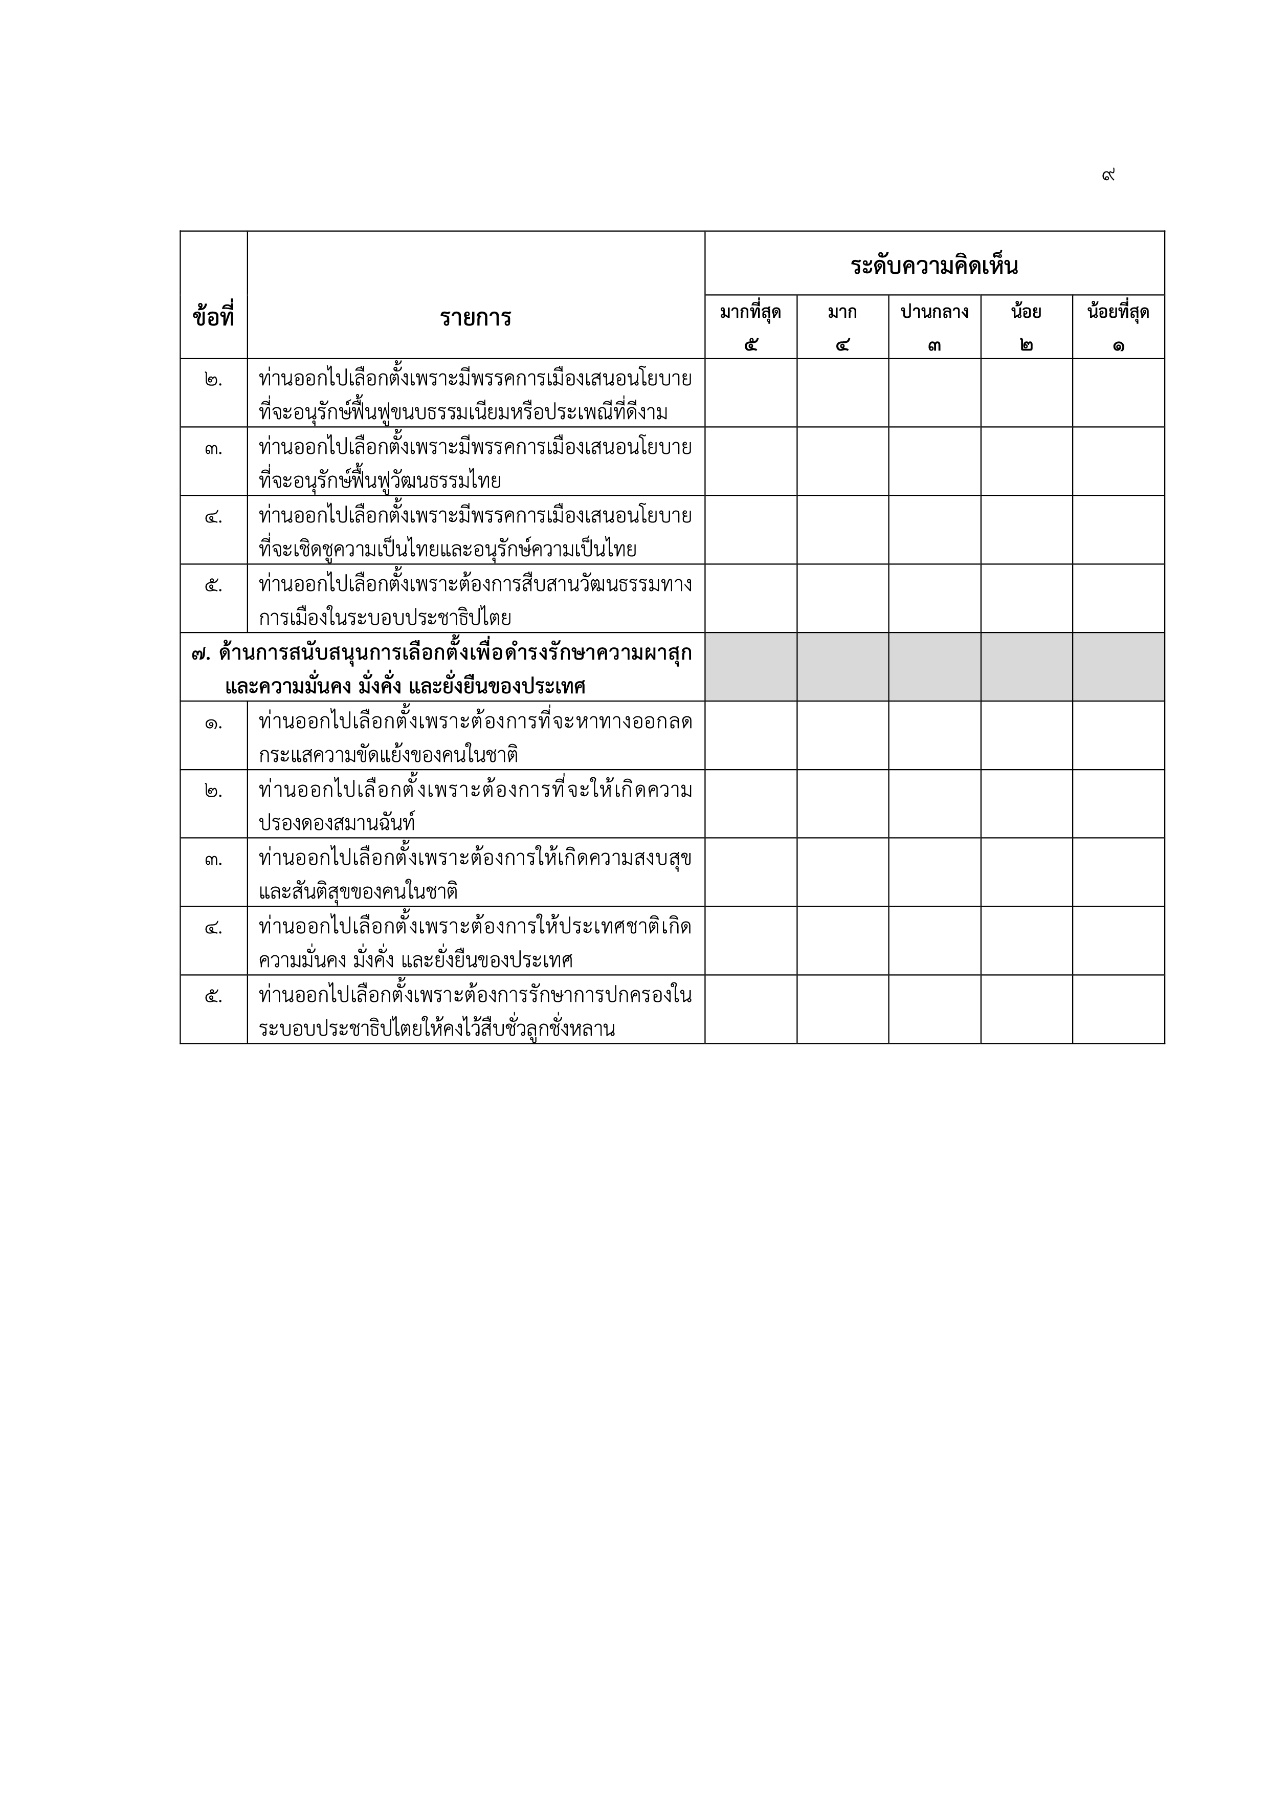 ๙
ระดับความคิดเห็น
ข้อที่ รายการ มากที่สุด มาก ปานกลาง น้อย น้อยที่สุด
๕ ๔ ๓ ๒ ๑
๒. ท่านออกไปเลือกตั้งเพราะมีพรรคการเมืองเสนอนโยบาย
ที่จะอนุรักษ์ฟื้นฟูขนบธรรมเนียมหรือประเพณีที่ดีงาม
๓. ท่านออกไปเลือกตั้งเพราะมีพรรคการเมืองเสนอนโยบาย
ที่จะอนุรักษ์ฟื้นฟูวัฒนธรรมไทย
๔. ท่านออกไปเลือกตั้งเพราะมีพรรคการเมืองเสนอนโยบาย
ที่จะเชิดชูความเป็นไทยและอนุรักษ์ความเป็นไทย
๕. ท่านออกไปเลือกตั้งเพราะต้องการสืบสานวัฒนธรรมทาง
การเมืองในระบอบประชาธิปไตย
๗. ด้านการสนับสนุนการเลือกตั้งเพื่อดำรงรักษาความผาสุก
และความมั่นคง มั่งคั่ง และยั่งยืนของประเทศ
๑. ท่านออกไปเลือกตั้งเพราะต้องการที่จะหาทางออกลด
กระแสความขัดแย้งของคนในชาติ
๒. ท่านออกไปเลือกตั้งเพราะต้องการที่จะให้เกิดความ
ปรองดองสมานฉันท์
๓. ท่านออกไปเลือกตั้งเพราะต้องการให้เกิดความสงบสุข
และสันติสุขของคนในชาติ
๔. ท่านออกไปเลือกตั้งเพราะต้องการให้ประเทศชาติเกิด
ความมั่นคง มั่งคั่ง และยั่งยืนของประเทศ
๕. ท่านออกไปเลือกตั้งเพราะต้องการรักษาการปกครองใน
ระบอบประชาธิปไตยให้คงไว้สืบชั่วลูกชั่งหลาน